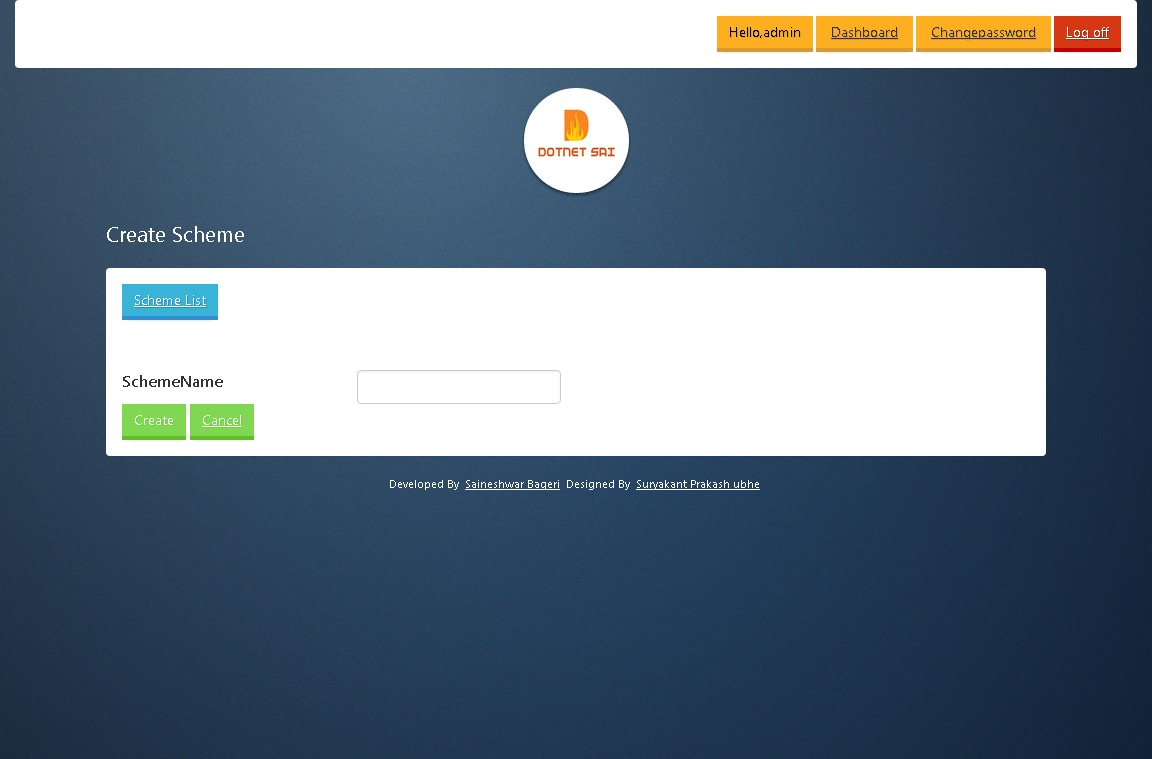 Hello,admin Dashboard Changepassword Log off
D
DOTNET SAI
Create Scheme
Scheme List
SchemeName
Create Cancel
Developed By Saineshwar Bageri Designed By Suryakant Prakash ubhe